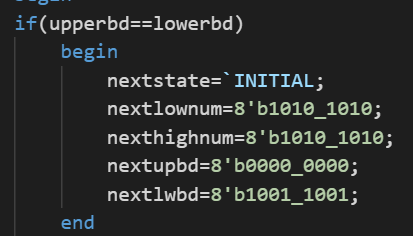 if(upperbd==lowerbd)
begin
nextstate=`INITIAL;
nextlownum=8'b1010_1010;
nexthighnum=8'b1010_1010;
nextupbd=8'b0000_0000;
nextlwbd=8'b1001_1001;
end